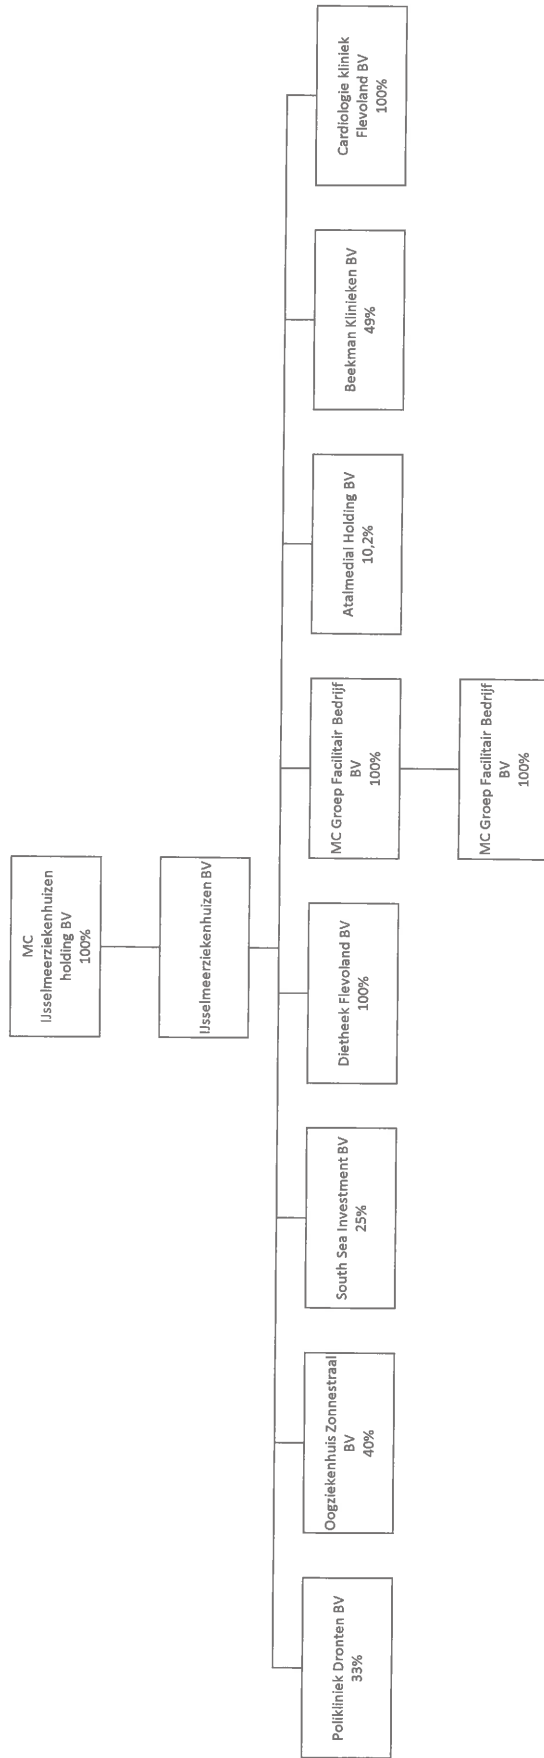 MC
IJsselmeerziekenhuizen
holding BV
100%
IJsselmeerziekenhuizen BV
Polikliniek Dronten BV
33%
Oogziekenhuis Zonnestraal
BV
40%
South Sea Investment BV
25%
Dietheek Flevoland BV
100%
MC Groep Facilitair Bedrijf
BV
100%
Atalmedial Holding BV
10,2%
Beekman Klinieken BV
49%
Cardiologie kliniek
Flevoland BV
100%
MC Groep Facilitair Bedrijf
BV
100%